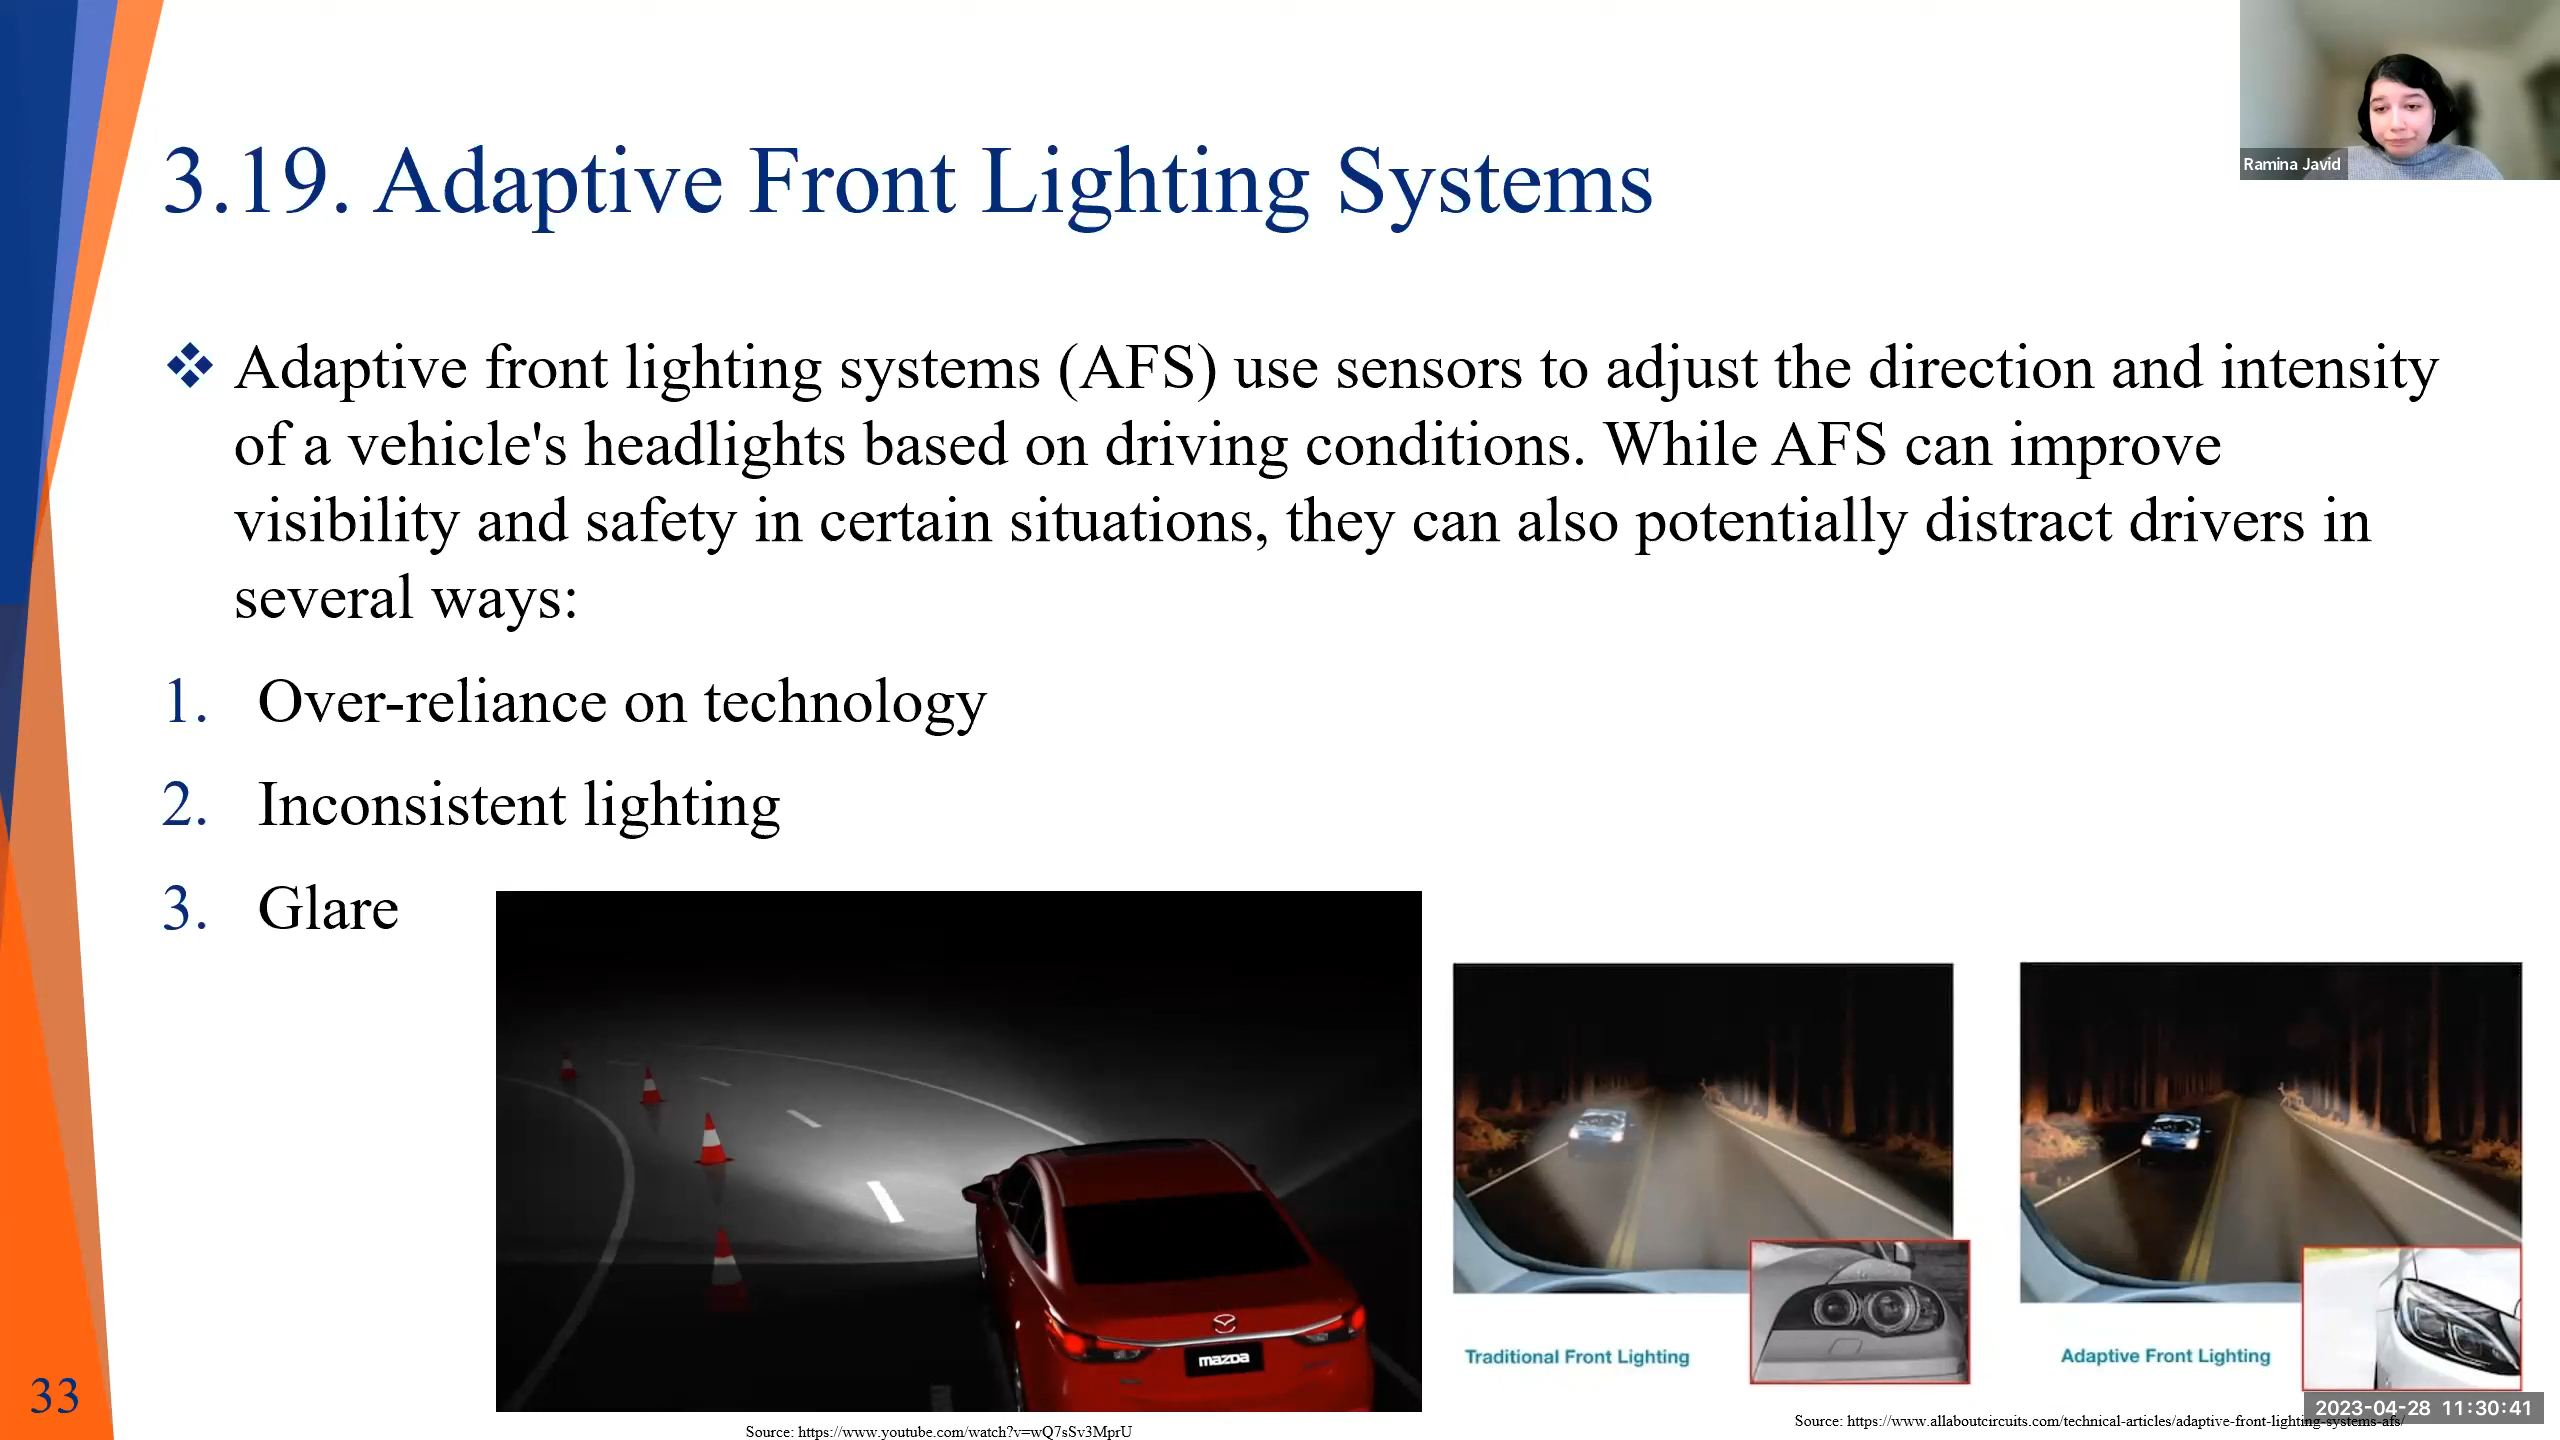 Ramina Javid
3.19. Adaptive Front Lighting Systems
❖ Adaptive front lighting systems (AFS) use sensors to adjust the direction and intensity
of a vehicle's headlights based on driving conditions. While AFS can improve
visibility and safety in certain situations, they can also potentially distract drivers in
several ways:
1. Over-reliance on technology
2. Inconsistent lighting
3. Glare
mazda
Traditional Front Lighting
Adaptive Front Lighting
33
Source: https://www.youtube.com/watch?v=wQ7sSv3MprU
Source: https://www.allaboutcircuits.com/technical-articles/adaptive-front-lighting-systems-afs/
2023-04-28 11:30:41